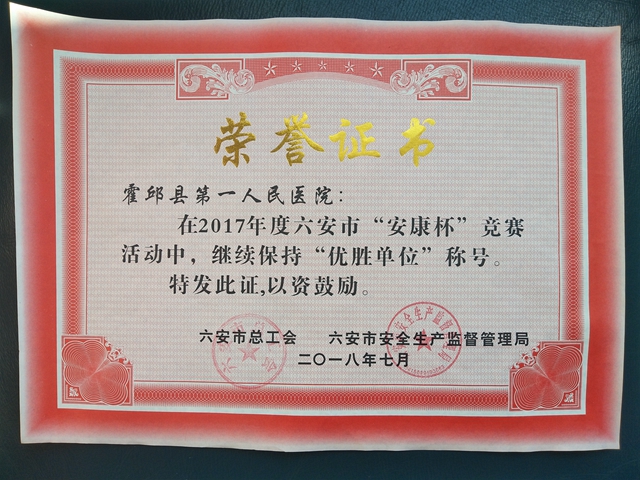 荣誉证书
霍邱县第一人民医院：
在2017年度六安市“安康杯”竞赛
活动中，继续保持“优胜单位”称号。
特发此证,以资鼓励。
六安市总工会 六安市安全生产监督管理局
二〇一八年七月